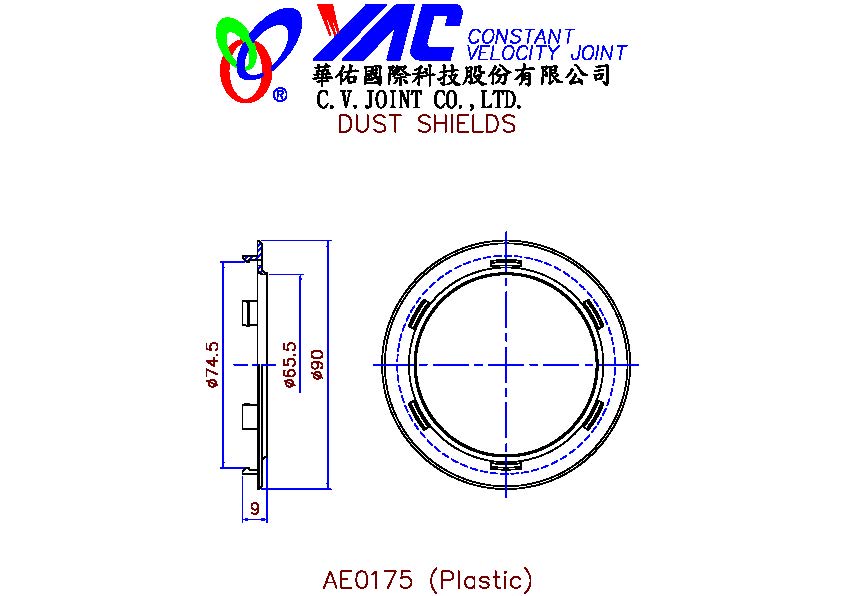 YAC CONSTANT
VELOCITY JOINT
®
華佑國際科技股份有限公司
C.V.JOINT CO.,LTD.
DUST SHIELDS
ø74.5
ø65.5
ø90
9
AE0175 (Plastic)